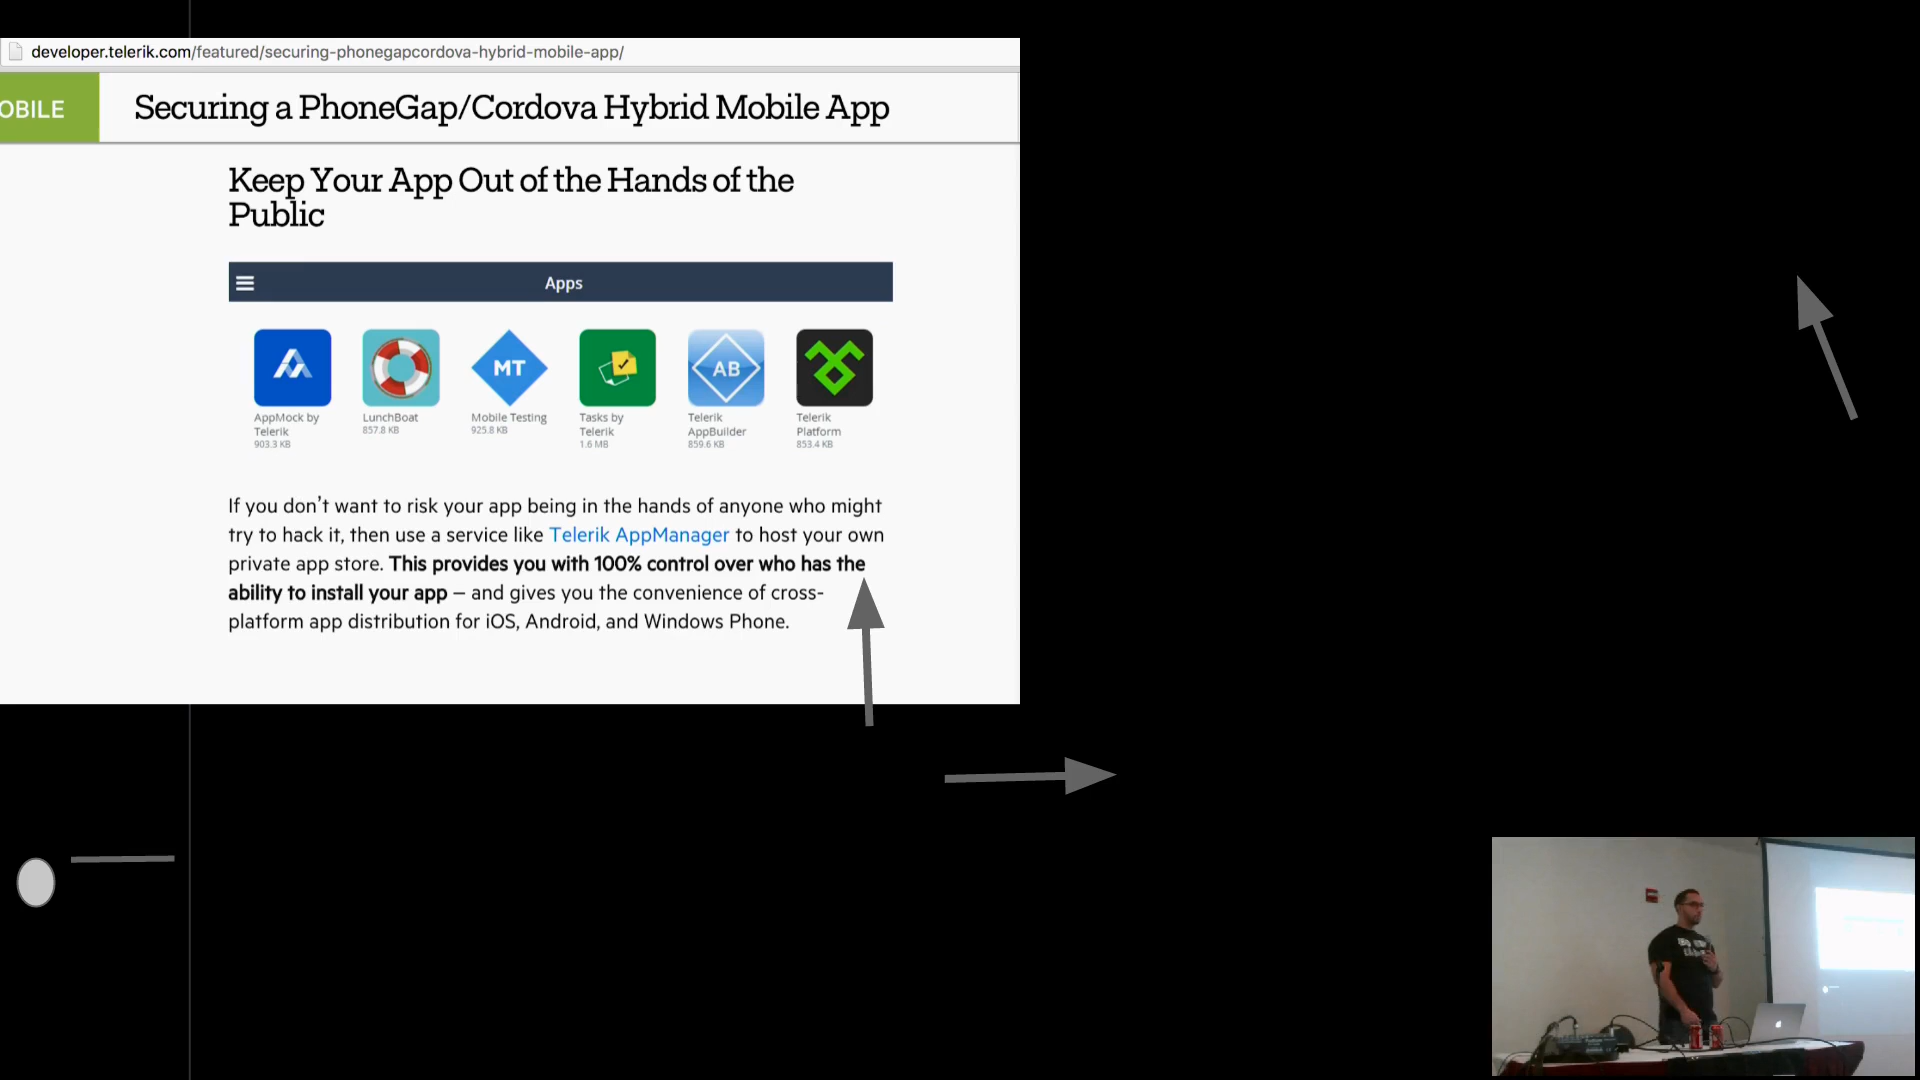 developer.telerik.com/featured/securing-phonegapcordova-hybrid-mobile-app/
OBILE
Securing a PhoneGap/Cordova Hybrid Mobile App
Keep Your App Out of the Hands of the
Public
Apps
MT
AB
AppMock by
Telerik
903.3 KB
LunchBoat
857.8 KB
Mobile Testing
925.8 KB
Tasks by
Telerik
1.6 MB
Telerik
AppBuilder
859.6 KB
Telerik
Platform
853.4 KB
If you don't want to risk your app being in the hands of anyone who might
try to hack it, then use a service like Telerik AppManager to host your own
private app store. This provides you with 100% control over who has the
ability to install your app – and gives you the convenience of cross-
platform app distribution for iOS, Android, and Windows Phone.